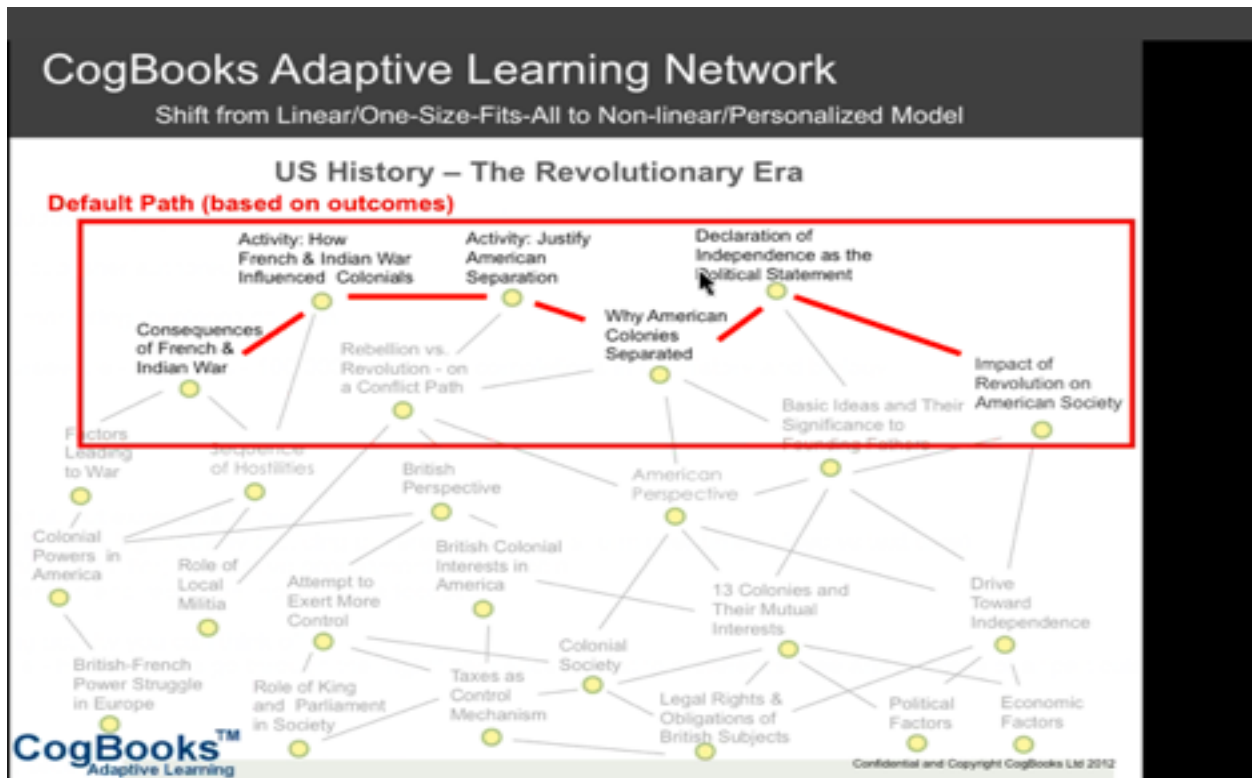 CogBooks Adaptive Learning Network
Shift from Linear/One-Size-Fits-All to Non-linear/Personalized Model
US History – The Revolutionary Era
Default Path (based on outcomes)
Activity: How
French & Indian War
Influenced Colonials
Activity: Justify
American
Separation
Declaration of
Independence as the
Political Statement
Consequences
of French &
Indian War
Rebellion vs.
Revolution - on
a Conflict Path
Why American
Colonies
Separated
Impact of
Revolution on
American Society
Basic Ideas and Their
Significance to
Founding Fathers
Factors
Leading
to War
Sequence
of Hostilities
British
Perspective
American
Perspective
Colonial
Powers in
America
Role of
Local
Militia
Attempt to
Exert More
Control
British Colonial
Interests in
America
13 Colonies and
Their Mutual
Interests
Drive
Toward
Independence
British-French
Power Struggle
in Europe
Role of King
and Parliament
in Society
Taxes as
Control
Mechanism
Colonial
Society
Legal Rights &
Obligations of
British Subjects
Political
Factors
Economic
Factors
CogBooks™
Adaptive Learning
Confidential and Copyright CogBooks Ltd 2012